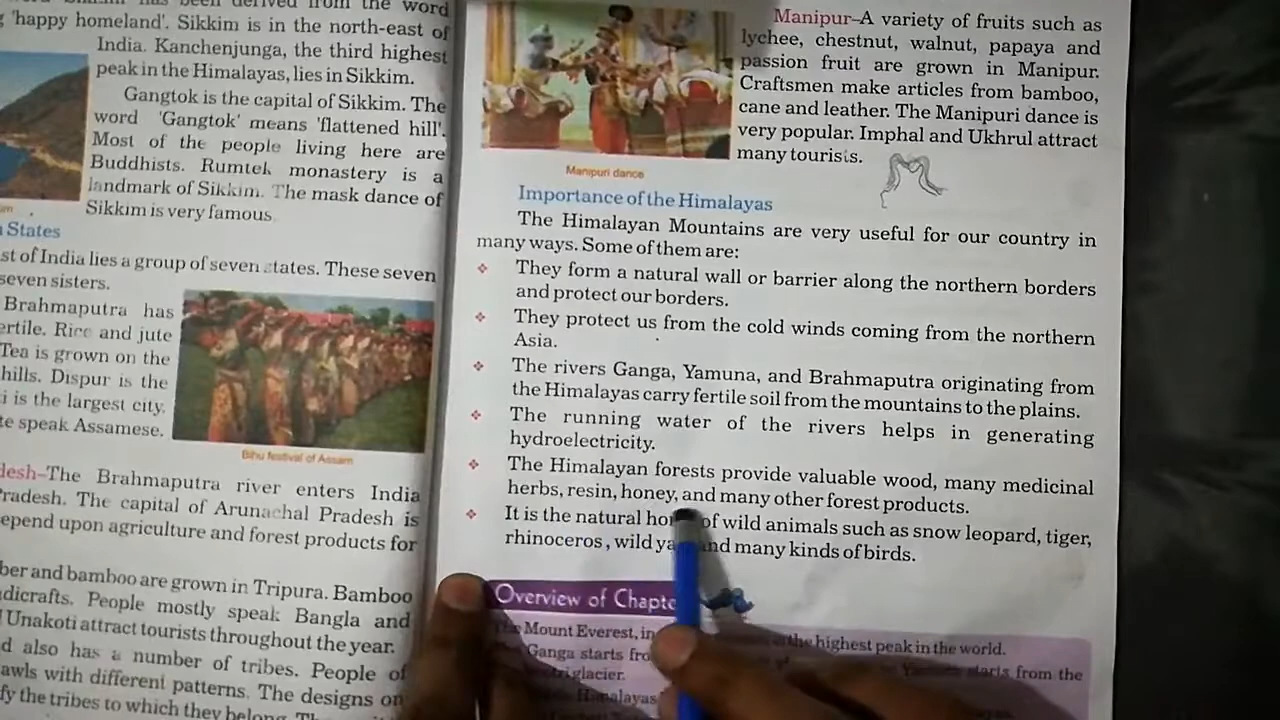 from the word
'happy homeland'. Sikkim is in the north-east of
India. Kanchenjunga, the third highest
peak in the Himalayas, lies in Sikkim.
Gangtok is the capital of Sikkim. The
word 'Gangtok' means 'flattened hill'.
Most of the people living here are
Buddhists. Rumtek monastery is a
landmark of Sikkim. The mask dance of
Sikkim is very famous
States
st of India lies a group of seven states. These seven
seven sisters.
Brahmaputra has
ertile. Rice and jute
Tea is grown on the
hills. Dispur is the
i is the largest city.
te speak Assamese.
Bihu festival of Assam
desh–The Brahmaputra river enters India
Pradesh. The capital of Arunachal Pradesh is
epend upon agriculture and forest products for
ber and bamboo are grown in Tripura. Bamboo
dicrafts. People mostly speak Bangla and
Unakoti attract tourists throughout the year.
d also has a number of tribes. People of
awls with different patterns. The designs on
fy the tribes to which they belong.
Manipur–A variety of fruits such as
lychee, chestnut, walnut, papaya and
passion fruit are grown in Manipur.
Craftsmen make articles from bamboo,
cane and leather. The Manipuri dance is
very popular. Imphal and Ukhrul attract
many tourists.
Manipuri dance
Importance of the Himalayas
The Himalayan Mountains are very useful for our country in
many ways. Some of them are:
❖ They form a natural wall or barrier along the northern borders
and protect our borders.
❖ They protect us from the cold winds coming from the northern
Asia.
❖ The rivers Ganga, Yamuna, and Brahmaputra originating from
the Himalayas carry fertile soil from the mountains to the plains.
❖ The running water of the rivers helps in generating
hydroelectricity.
❖ The Himalayan forests provide valuable wood, many medicinal
herbs, resin, honey, and many other forest products.
❖ It is the natural of wild animals such as snow leopard, tiger,
rhinoceros, wild and many kinds of birds.
Overview of Chapte
Mount Everest, in the highest peak in the world.
Ganga starts fro starts from the
glacier.
Himalayas